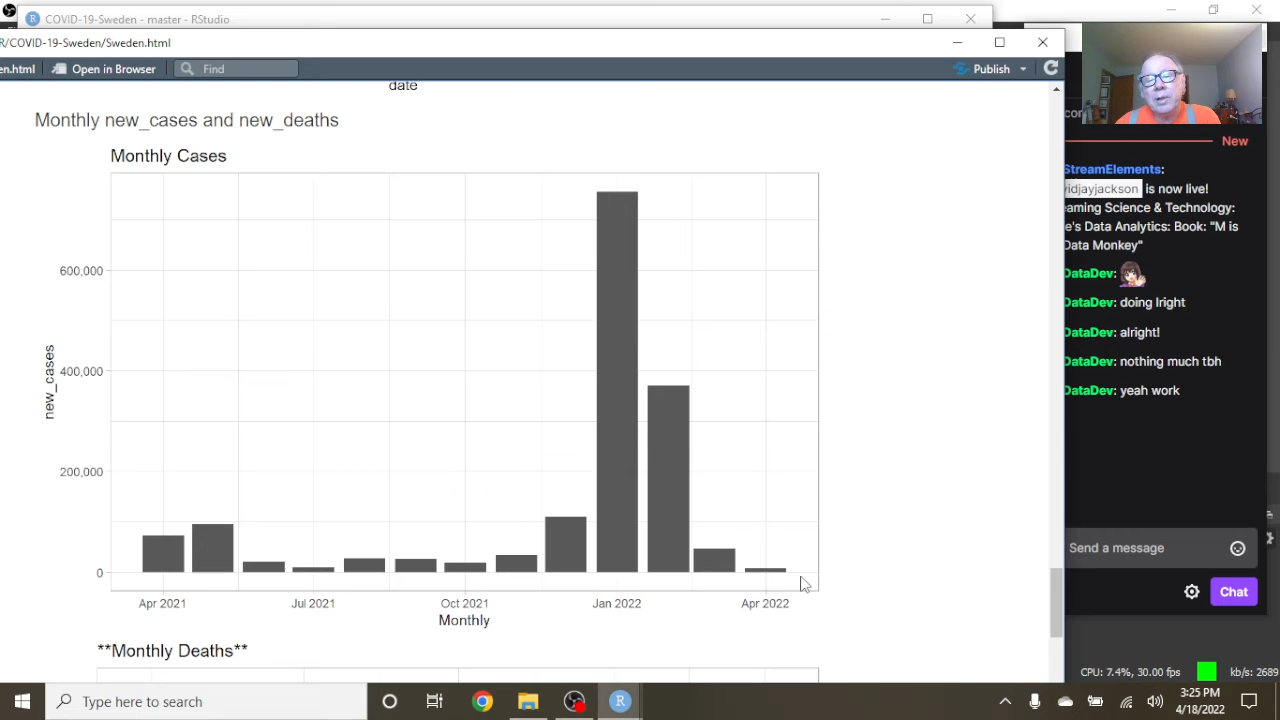 COVID-19-Sweden - master - RStudio
R/COVID-19-Sweden/Sweden.html
en.html
Open in Browser
Find
Publish
date
Monthly new_cases and new_deaths
Monthly Cases
600,000
400,000
200,000
0
new_cases
Apr 2021
Jul 2021
Oct 2021
Jan 2022
Apr 2022
Monthly
**Monthly Deaths**
con
New
StreamElements:
vidjayjackson is now live!
eaming Science & Technology:
e's Data Analytics: Book: "M is
Data Monkey"
DataDev:
DataDev: doing lright
DataDev: alright!
DataDev: nothing much tbh
DataDev: yeah work
Send a message
Chat
CPU: 7.4%, 30.00 fps
kb/s: 2689
Type here to search
3:25 PM
4/18/2022